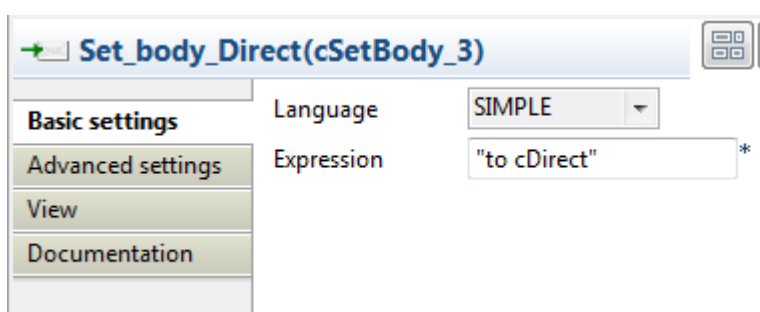 Set_body_Direct(cSetBody_3)
Basic settings
Language SIMPLE
Advanced settings
Expression "to cDirect" *
View
Documentation